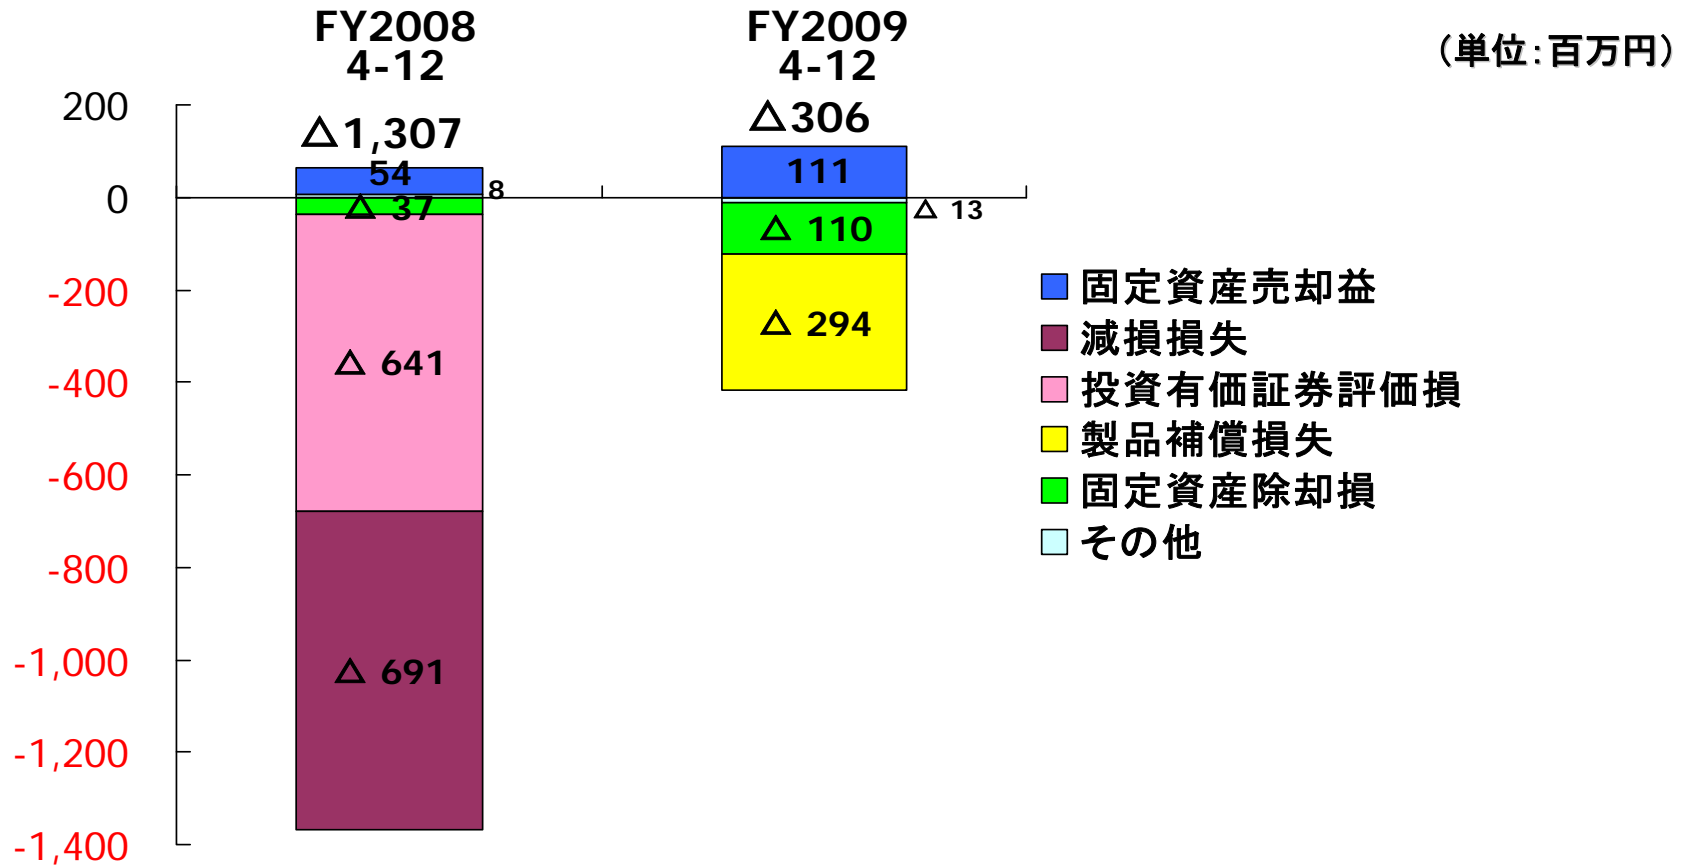 FY2008
4-12
FY2009
4-12
（単位：百万円）
△1,307
△306
200
0
-200
-400
-600
-800
-1,000
-1,200
-1,400
54
8
△ 37
△ 641
△ 691
111
△ 13
△ 110
△ 294
固定資産売却益
減損損失
投資有価証券評価損
製品補償損失
固定資産除却損
その他